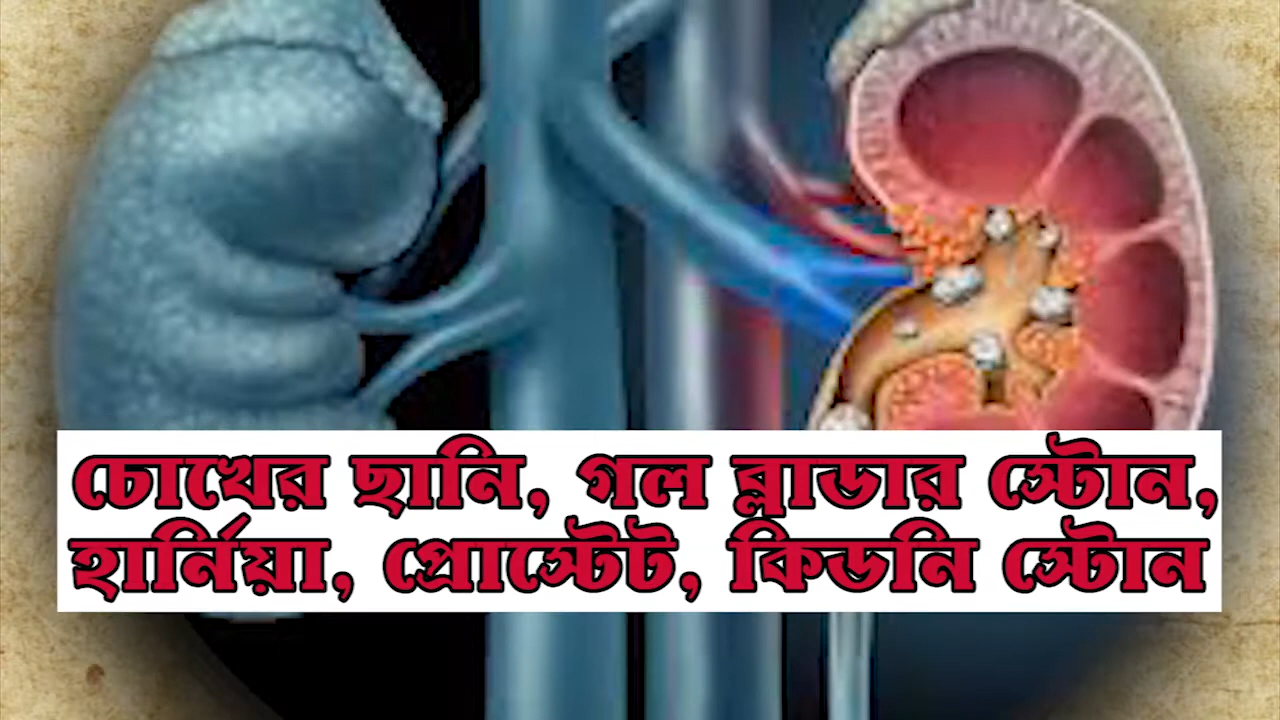 চোখের ছানি, গল ব্লাডার স্টোন,
হার্নিয়া, প্রোস্টেট, কিডনি স্টোন